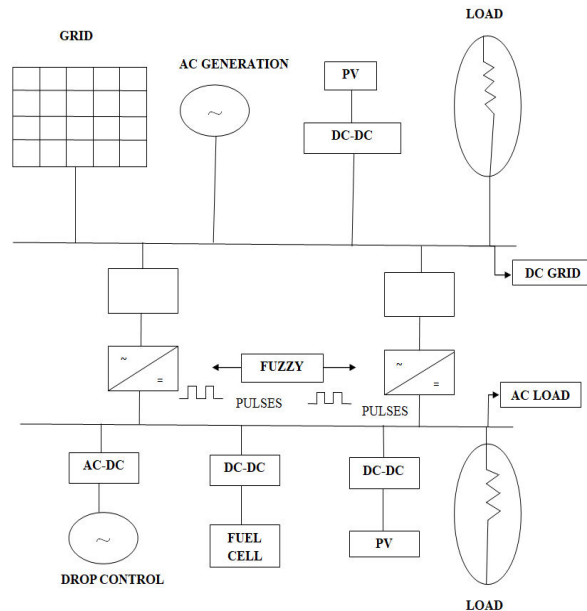 LOAD
GRID
AC GENERATION
PV
DC-DC
~
DC GRID
~
=
FUZZY
~
=
PULSES
PULSES
AC LOAD
AC-DC
DC-DC
DC-DC
~
FUEL
CELL
PV
DROP CONTROL
LOAD